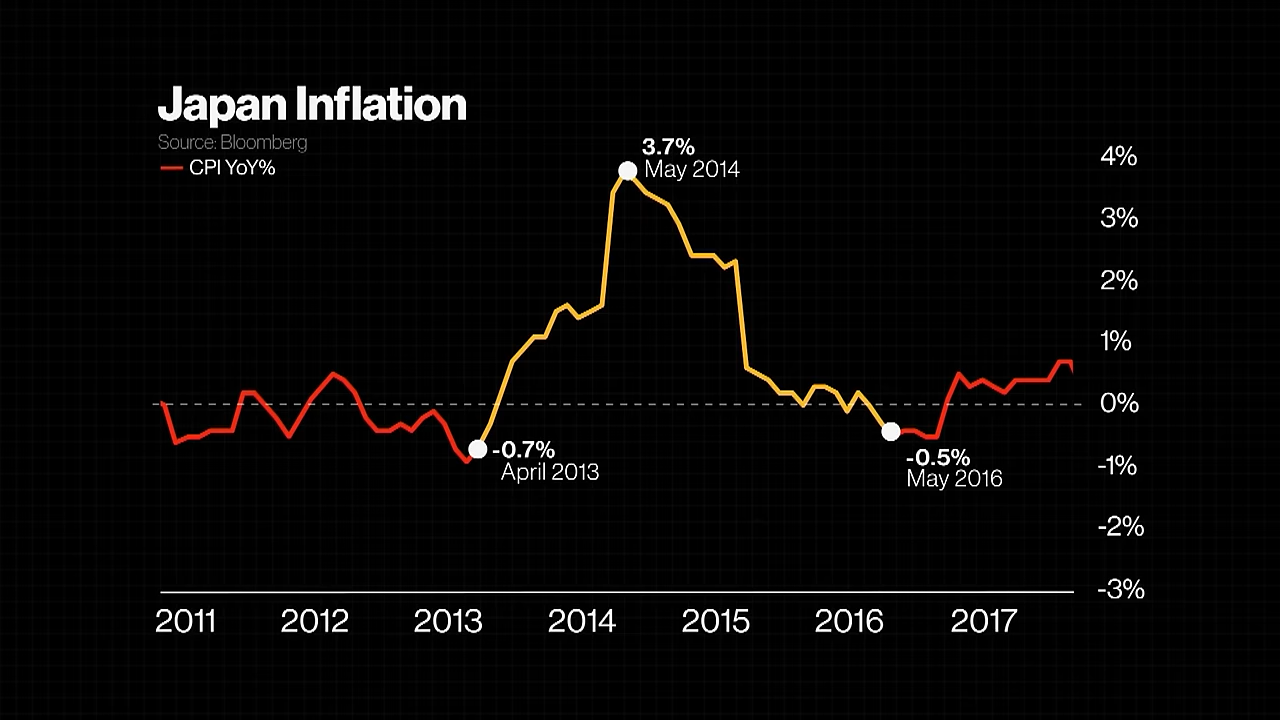 Japan Inflation
Source: Bloomberg
CPI YoY%
3.7%
May 2014
-0.7%
April 2013
-0.5%
May 2016
4%
3%
2%
1%
0%
-1%
-2%
-3%
2011 2012 2013 2014 2015 2016 2017